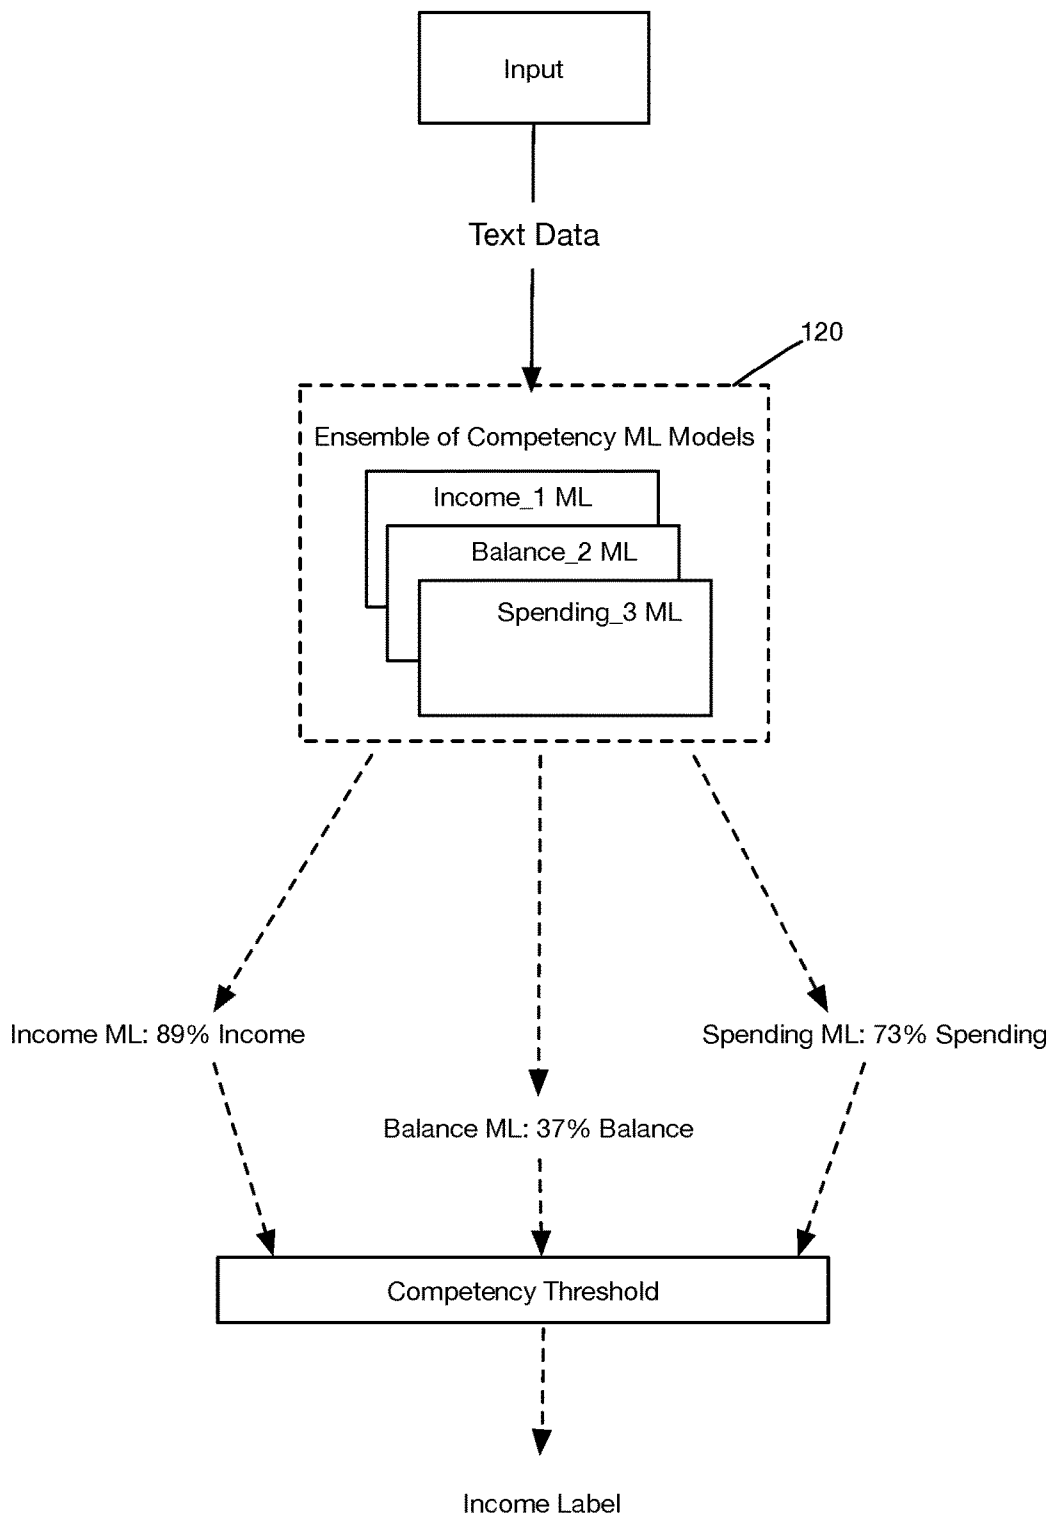 Input
Text Data
120
Ensemble of Competency ML Models
Income_1 ML
Balance_2 ML
Spending_3 ML
Income ML: 89% Income
Spending ML: 73% Spending
Balance ML: 37% Balance
Competency Threshold
Income Label